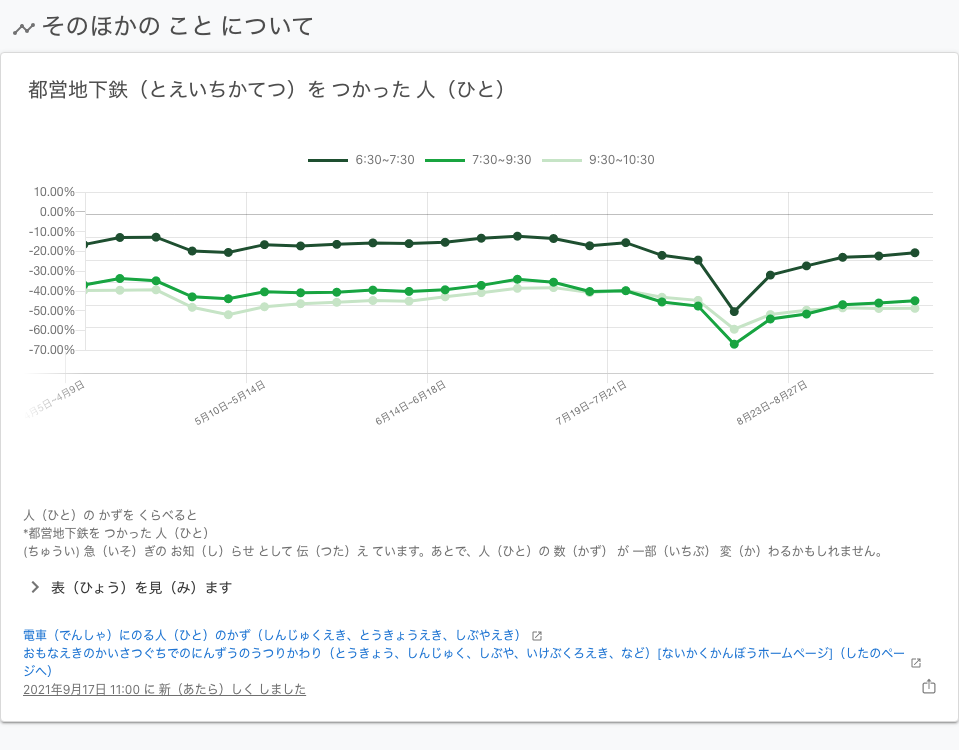 そのほかの こと について
都営地下鉄（とえいちかてつ）を つかった 人（ひと）
6:30~7:30 7:30~9:30 9:30~10:30
10.00%
0.00%
-10.00%
-20.00%
-30.00%
-40.00%
-50.00%
-60.00%
-70.00%
月5日~4月9日 5月10日~5月14日 6月14日~6月18日 7月19日~7月21日 8月23日~8月27日
人（ひと）の かずを くらべると
*都営地下鉄を つかった 人（ひと）
(ちゅうい) 急（いそ）ぎの お知（し）らせ として 伝（つた）え ています。あとで、人（ひと）の 数（かず） が 一部（いちぶ） 変（か）わるかもしれません。
表（ひょう）を見（み）ます
電車（でんしゃ）にのる人（ひと）のかず（しんじゅくえき、とうきょうえき、しぶやえき）
おもなえきのかいさつぐちでのにんずうのうつりかわり（とうきょう、しんじゅく、しぶや、いけぶくろえき、など）[ないかくかんぼうホームページ]（したのペー
ジへ）
2021年9月17日 11:00 に 新（あたら）しく しました